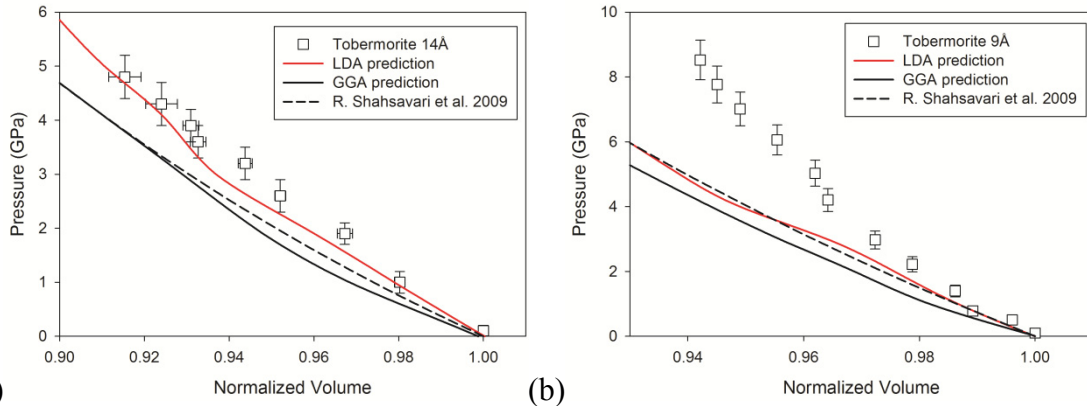 6
5
4
3
2
1
0
Pressure (GPa)
Tobermorite 14Å
LDA prediction
GGA prediction
R. Shahsavari et al. 2009
0.90 0.92 0.94 0.96 0.98 1.00
Normalized Volume
)
10
8
6
4
2
0
Pressure (GPa)
Tobermorite 9Å
LDA prediction
GGA prediction
R. Shahsavari et al. 2009
0.94 0.96 0.98 1.00
Normalized Volume
(b)